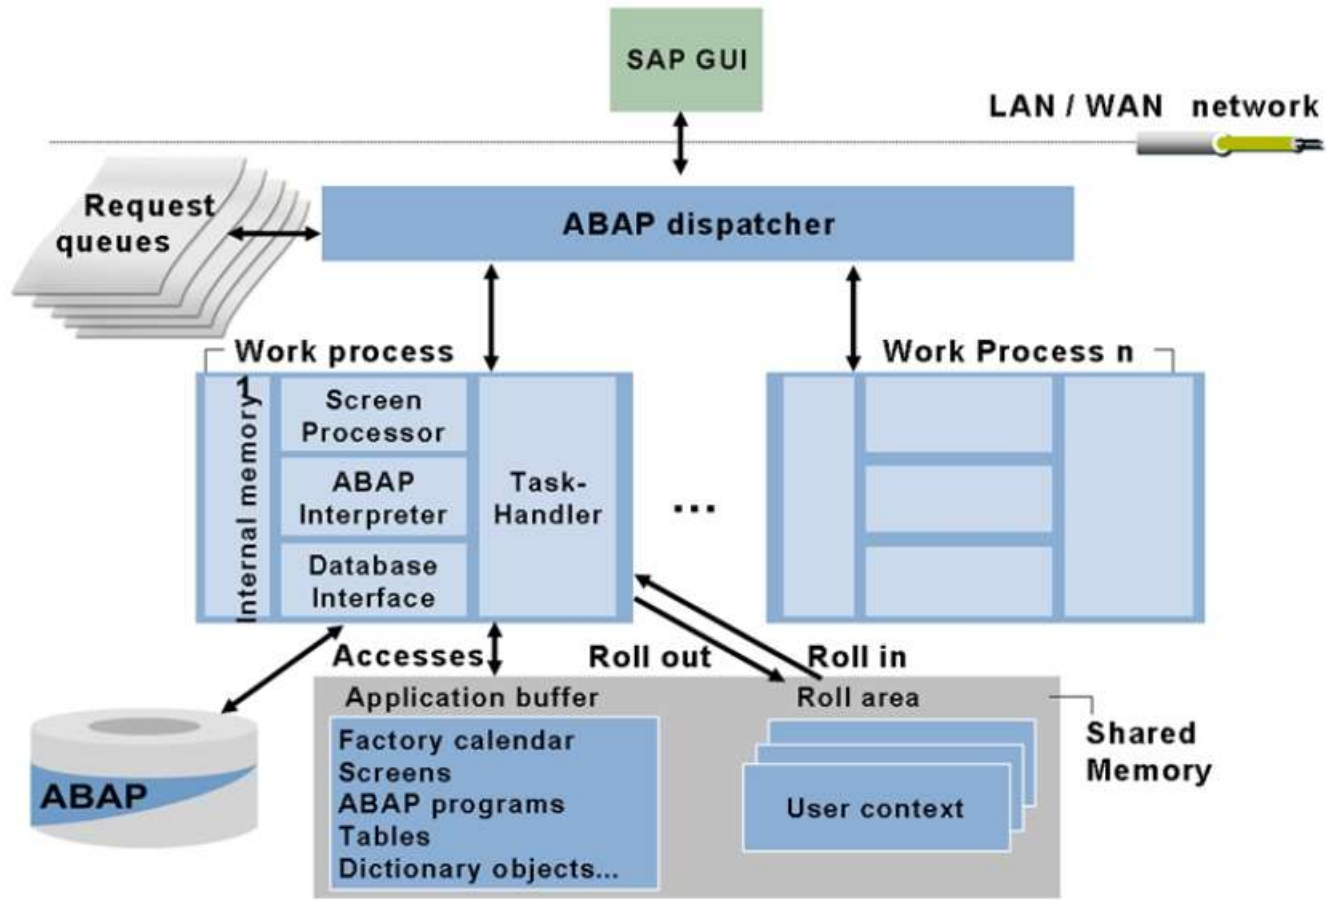 SAP GUI
LAN / WAN network
Request
queues
ABAP dispatcher
Work process
1
Work Process n
Internal memory
Screen
Processor
ABAP
Interpreter
Database
Interface
Task-
Handler
...
Accesses
Roll out
Roll in
Application buffer
Roll area
Factory calendar
Screens
ABAP programs
Tables
Dictionary objects...
User context
Shared
Memory
ABAP